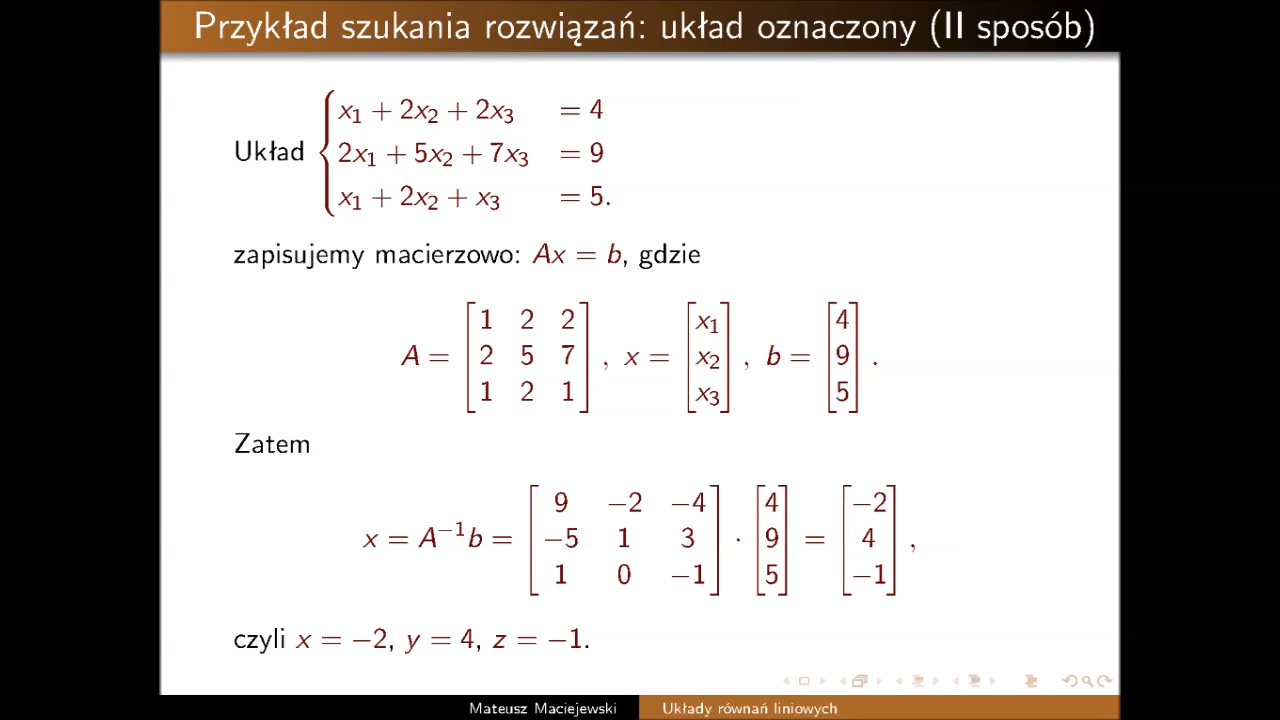 Przykład szukania rozwiązań: układ oznaczony (II sposób)
x₁ + 2x₂ + 2x₃ = 4
Układ 2x₁ + 5x₂ + 7x₃ = 9
x₁ + 2x₂ + x₃ = 5.
zapisujemy macierzowo: Ax = b, gdzie
A = [1 2 2; 2 5 7; 1 2 1], x = [x₁; x₂; x₃], b = [4; 9; 5].
Zatem
x = A⁻¹b = [9 −2 −4; −5 1 3; 1 0 −1] · [4; 9; 5] = [−2; 4; −1],
czyli x = −2, y = 4, z = −1.
Mateusz Maciejewski Układy równań liniowych